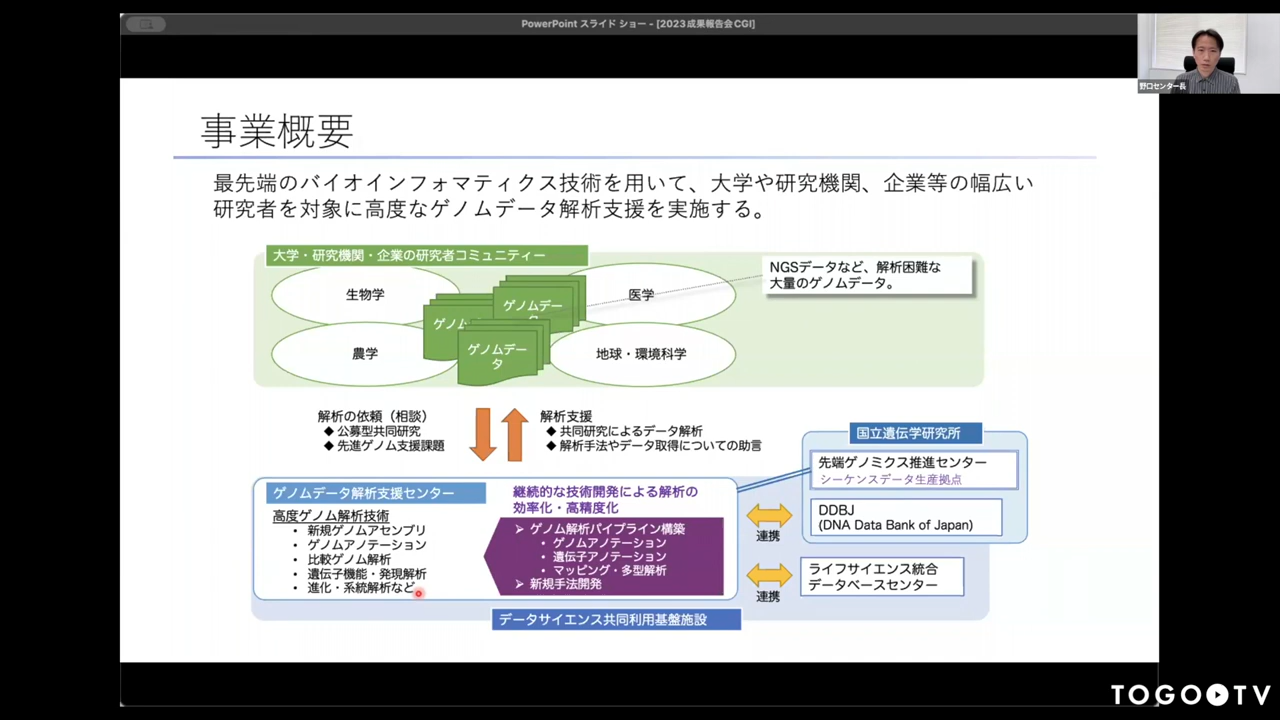 PowerPoint スライド ショー - [2023成果報告会CGI]
野口センター長
事業概要
最先端のバイオインフォマティクス技術を用いて、大学や研究機関、企業等の幅広い
研究者を対象に高度なゲノムデータ解析支援を実施する。
大学・研究機関・企業の研究者コミュニティー
生物学
医学
農学
地球・環境科学
ゲノムデー
タ
ゲノム
ゲノムデー
タ
NGSデータなど、解析困難な
大量のゲノムデータ。
解析の依頼（相談）
◆ 公募型共同研究
◆ 先進ゲノム支援課題
解析支援
◆ 共同研究によるデータ解析
◆ 解析手法やデータ取得についての助言
国立遺伝学研究所
先端ゲノミクス推進センター
シーケンスデータ生産拠点
DDBJ
(DNA Data Bank of Japan)
ゲノムデータ解析支援センター
高度ゲノム解析技術
• 新規ゲノムアセンブリ
• ゲノムアノテーション
• 比較ゲノム解析
• 遺伝子機能・発現解析
• 進化・系統解析など
継続的な技術開発による解析の
効率化・高精度化
➢ ゲノム解析パイプライン構築
• ゲノムアノテーション
• 遺伝子アノテーション
• マッピング・多型解析
➢ 新規手法開発
連携
連携
ライフサイエンス統合
データベースセンター
データサイエンス共同利用基盤施設
TOGO TV